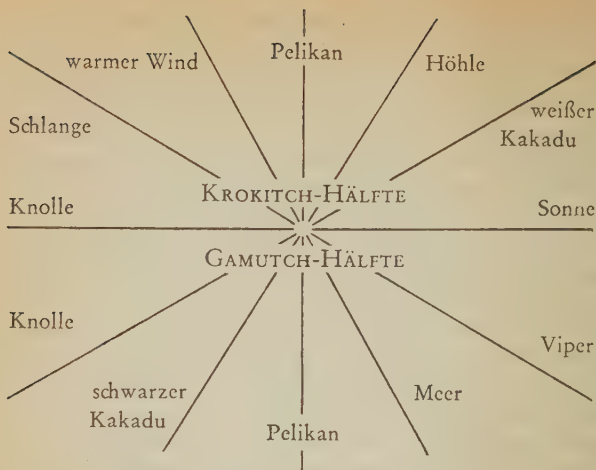 warmer Wind
Pelikan
Höhle
Schlange
weißer
Kakadu
KROKITCH-HÄLFTE
Knolle
Sonne
GAMUTCH-HÄLFTE
Knolle
Viper
schwarzer
Kakadu
Meer
Pelikan